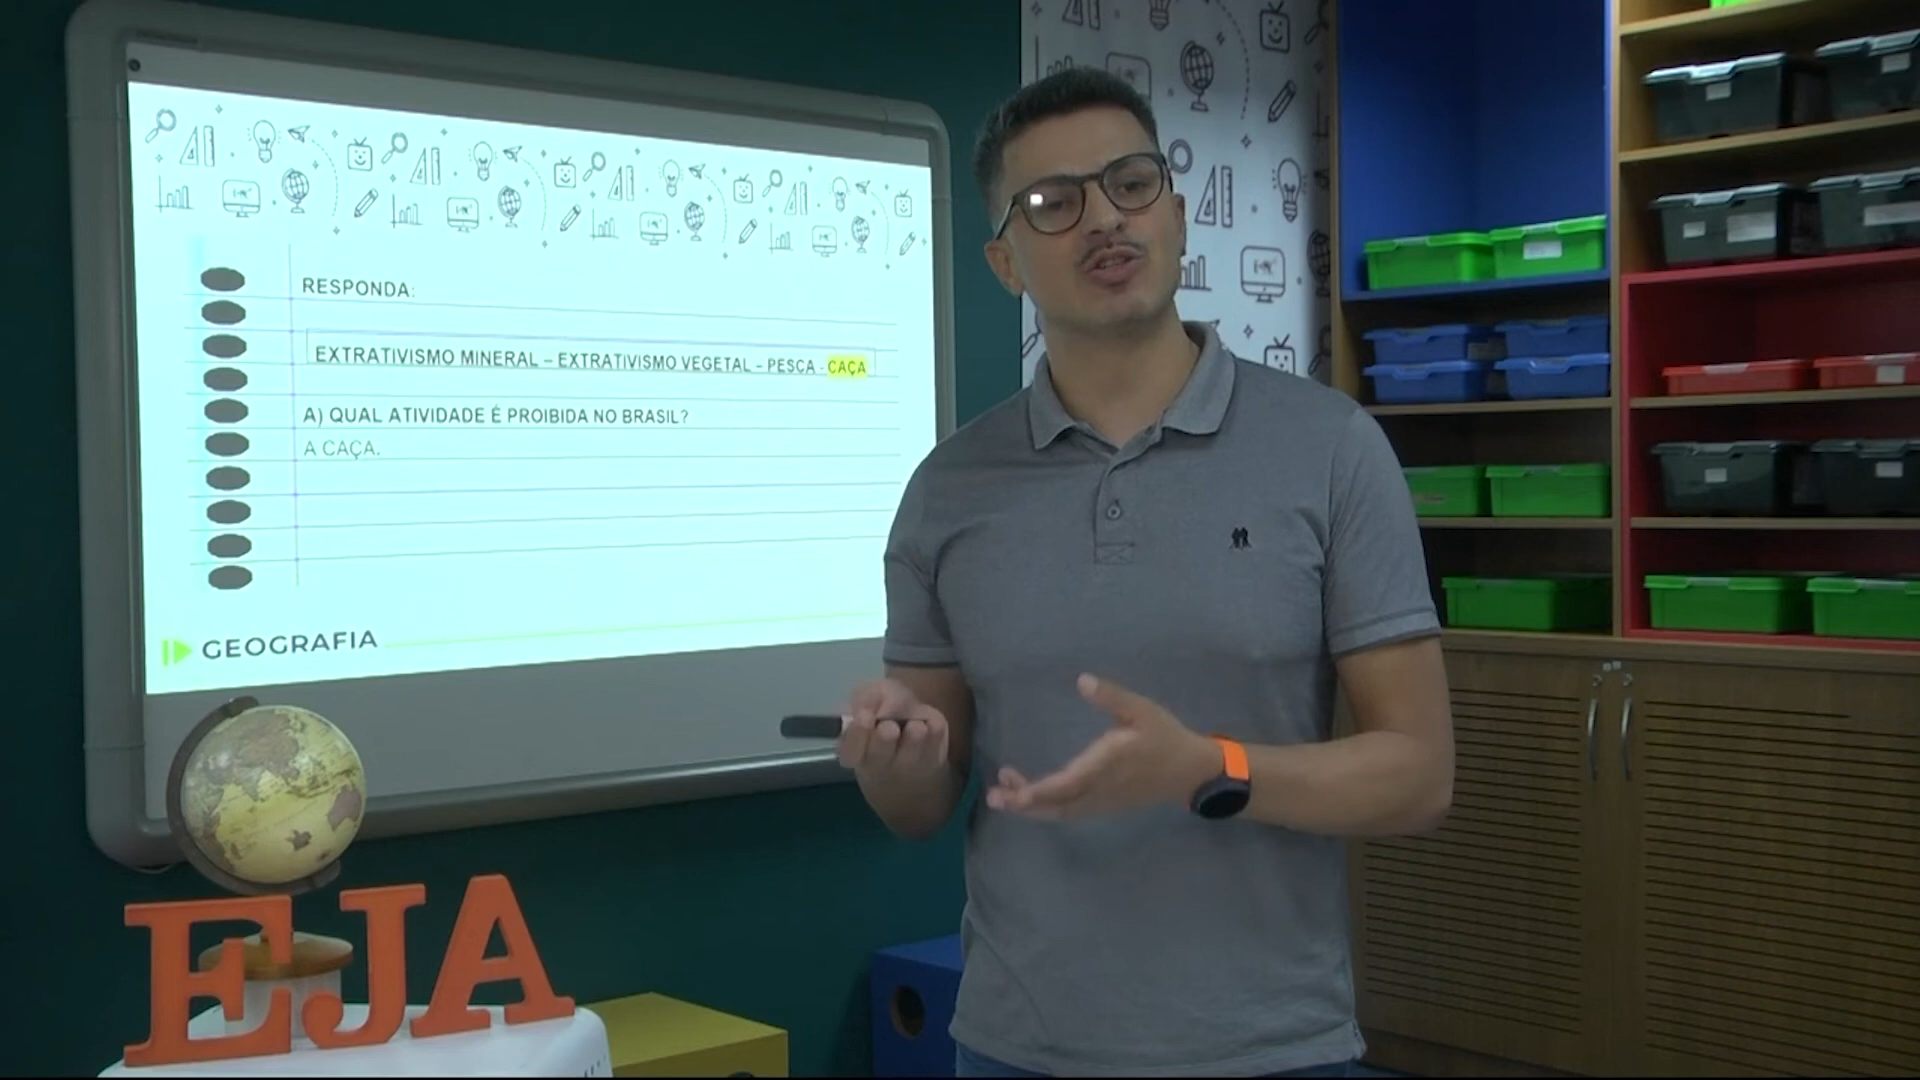 RESPONDA:
EXTRATIVISMO MINERAL – EXTRATIVISMO VEGETAL – PESCA - CAÇA
A) QUAL ATIVIDADE É PROIBIDA NO BRASIL?
A CAÇA.
GEOGRAFIA
EJA